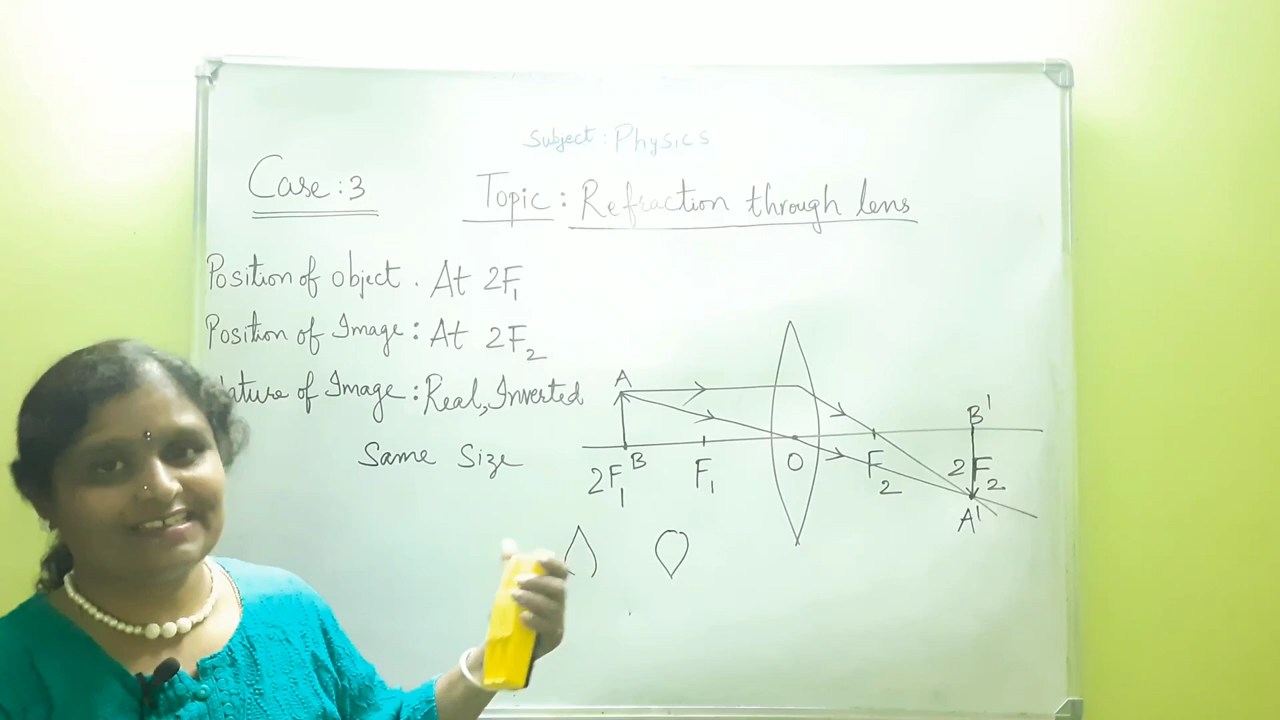 Subject: Physics
Case:3
Topic: Refraction through lens
Position of object. At 2F₁
Position of Image: At 2F₂
of Image: Real, Inverted
Same Size
A
B'
2F₁ B
F₁
O
F₂
2F₂
A'